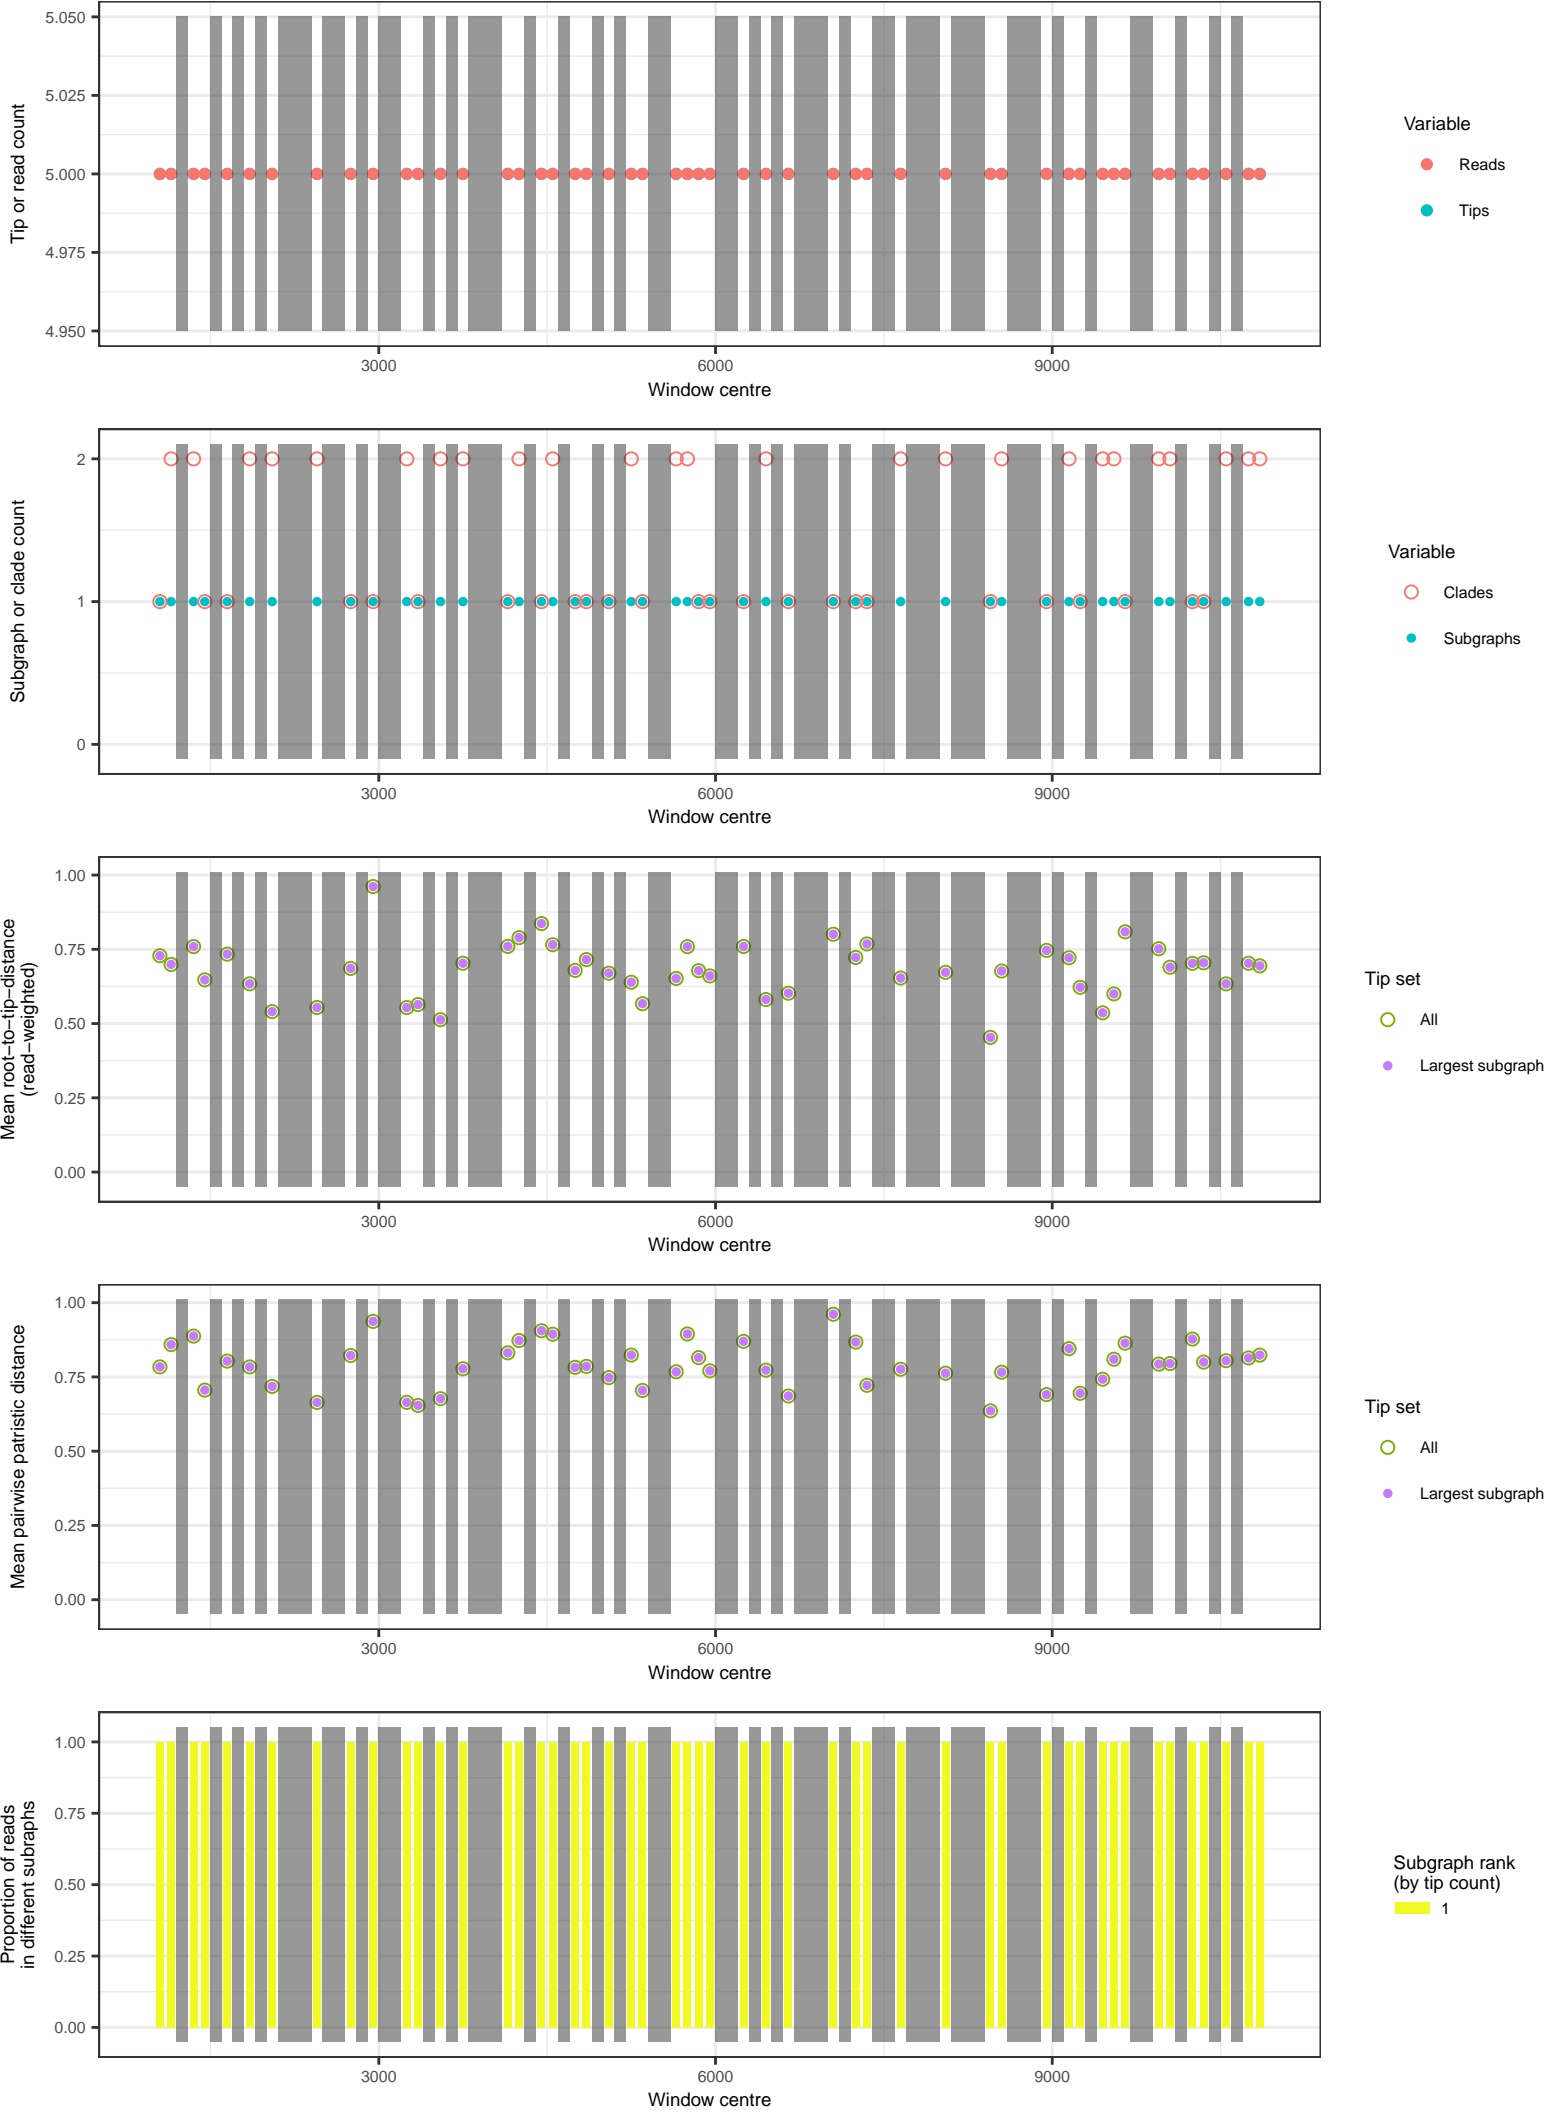 5.050
5.025
5.000
4.975
4.950
Tip or read count
3000 6000 9000
Window centre
Variable
Reads
Tips
2
1
0
Subgraph or clade count
3000 6000 9000
Window centre
Variable
Clades
Subgraphs
1.00
0.75
0.50
0.25
0.00
Mean root−to−tip−distance
(read−weighted)
3000 6000 9000
Window centre
Tip set
All
Largest subgraph
1.00
0.75
0.50
0.25
0.00
Mean pairwise patristic distance
3000 6000 9000
Window centre
Tip set
All
Largest subgraph
1.00
0.75
0.50
0.25
0.00
Proportion of reads
in different subraphs
3000 6000 9000
Window centre
Subgraph rank
(by tip count)
1